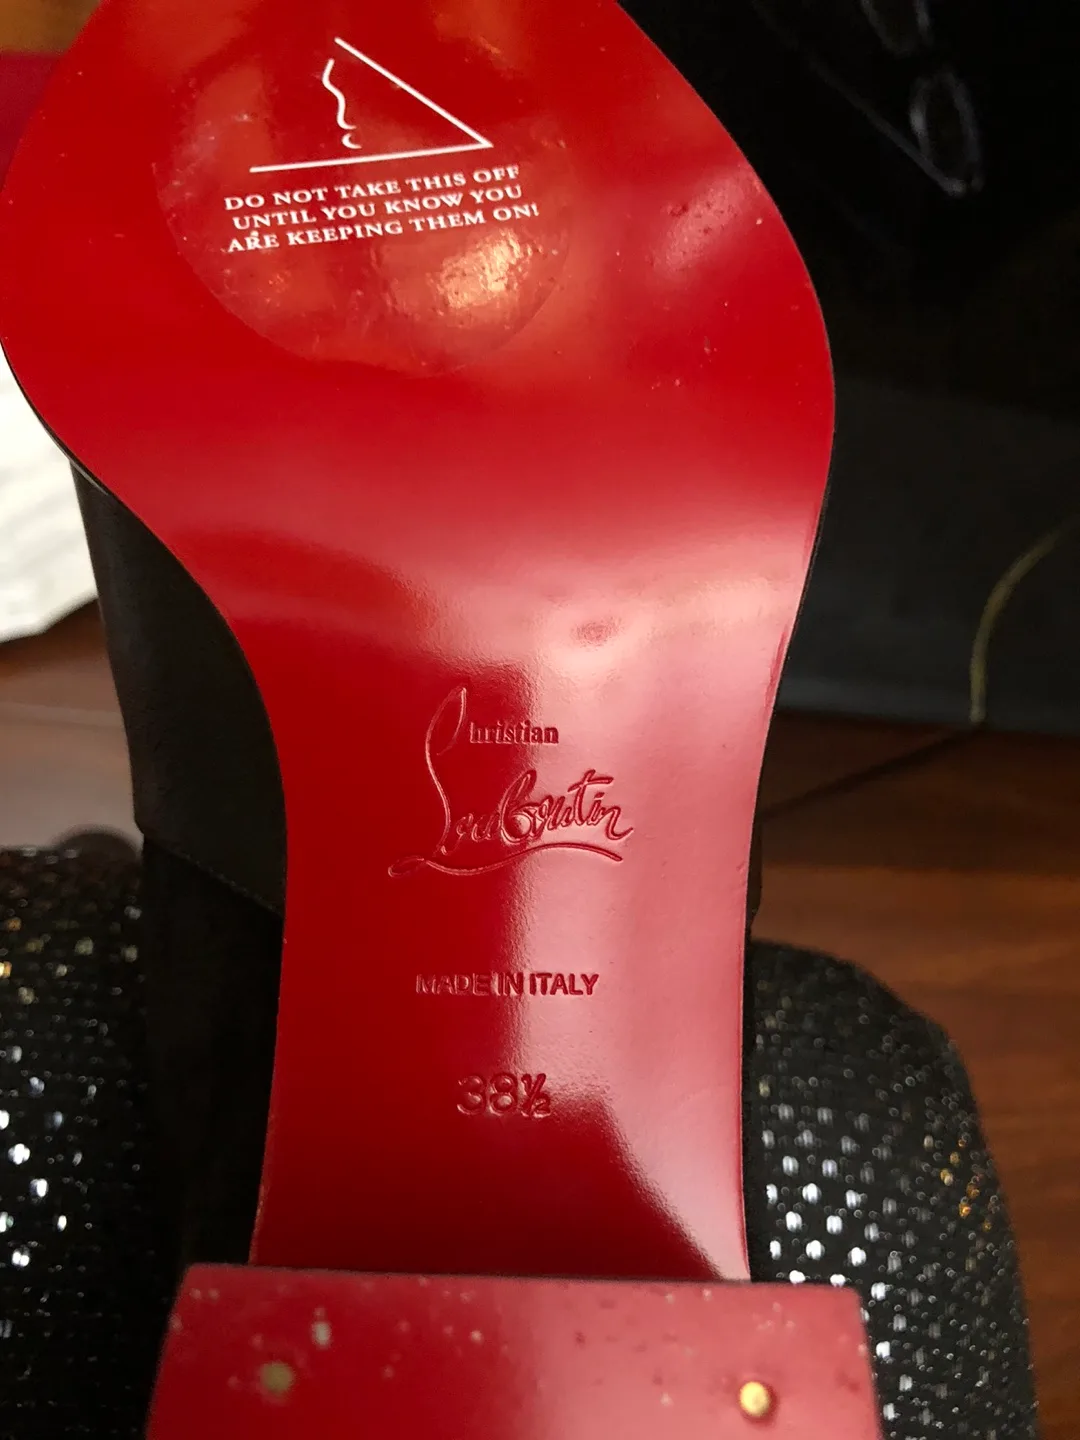 DO NOT TAKE THIS OFF
UNTIL YOU KNOW YOU
ARE KEEPING THEM ON!
Christian
Louboutin
MADE IN ITALY
38½